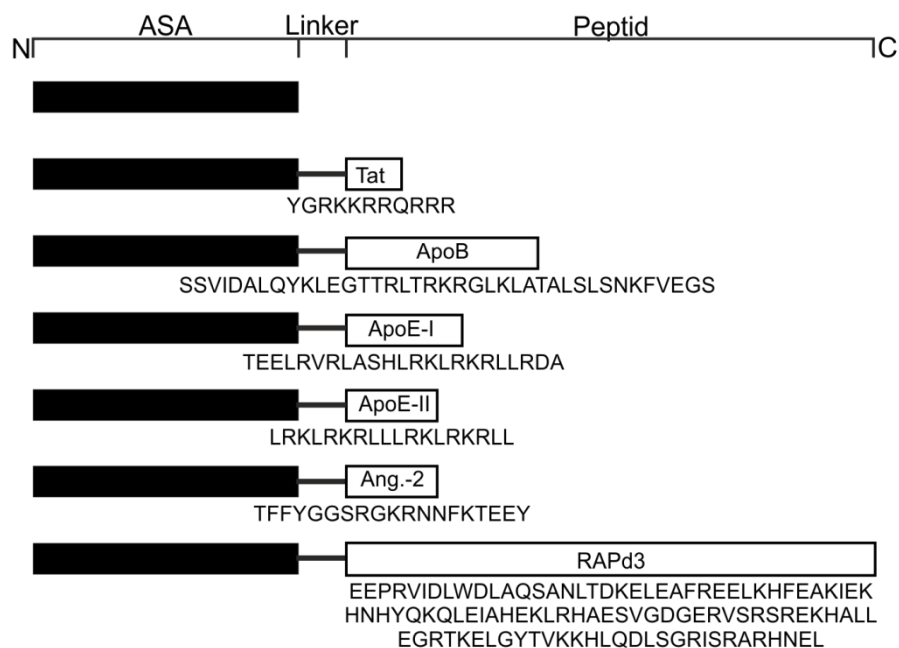 ASA Linker Peptid
N C
Tat
YGRKKRRQRRR
ApoB
SSVIDALQYKLEGTTRLTRKRGLKLATALSLSNKFVEGS
ApoE-I
TEELRVRLASHLRKLRKRLLRDA
ApoE-II
LRKLRKRLLLRKLRKRLL
Ang.-2
TFFYGGSRGKRNNFKTEEY
RAPd3
EEPRVIDLWDLAQSANLTDKELEAFREELKHFEAKIEK
HNHYQKQLEIAHEKLRHAESVGDGERVSRSREKHALL
EGRTKELGYTVKKHLQDLSGRISRARHNEL